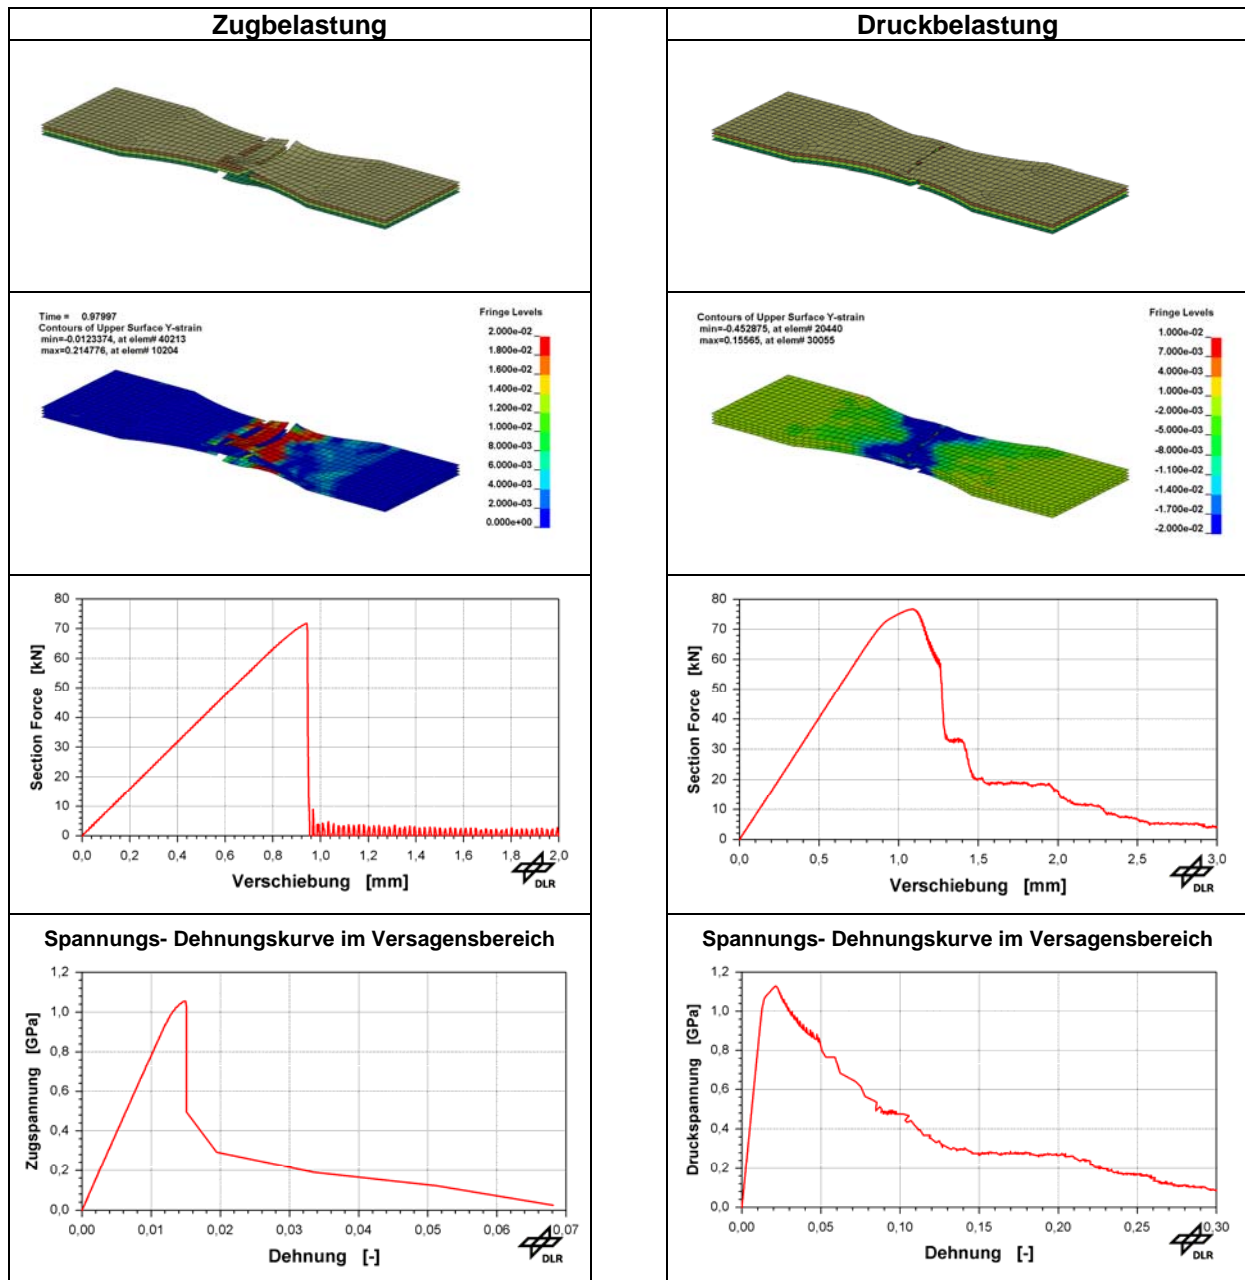 Zugbelastung
Druckbelastung
Time = 0.97997
Contours of Upper Surface Y-strain
min=-0.0123374, at elem# 40213
max=0.214776, at elem# 10204
Fringe Levels
2.000e-02
1.800e-02
1.600e-02
1.400e-02
1.200e-02
1.000e-02
8.000e-03
6.000e-03
4.000e-03
2.000e-03
0.000e+00
Contours of Upper Surface Y-strain
min=-0.452875, at elem# 20440
max=0.15565, at elem# 30055
Fringe Levels
1.000e-02
7.000e-03
4.000e-03
1.000e-03
-2.000e-03
-5.000e-03
-8.000e-03
-1.100e-02
-1.400e-02
-1.700e-02
-2.000e-02
Section Force [kN]
80
70
60
50
40
30
20
10
0
0,0 0,2 0,4 0,6 0,8 1,0 1,2 1,4 1,6 1,8 2,0
Verschiebung [mm]
DLR
Section Force [kN]
80
70
60
50
40
30
20
10
0
0,0 0,5 1,0 1,5 2,0 2,5 3,0
Verschiebung [mm]
DLR
Spannungs- Dehnungskurve im Versagensbereich
Zugspannung [GPa]
1,2
1,0
0,8
0,6
0,4
0,2
0,0
0,00 0,01 0,02 0,03 0,04 0,05 0,06 0,07
Dehnung [-]
DLR
Spannungs- Dehnungskurve im Versagensbereich
Druckspannung [GPa]
1,2
1,0
0,8
0,6
0,4
0,2
0,0
0,00 0,05 0,10 0,15 0,20 0,25 0,30
Dehnung [-]
DLR